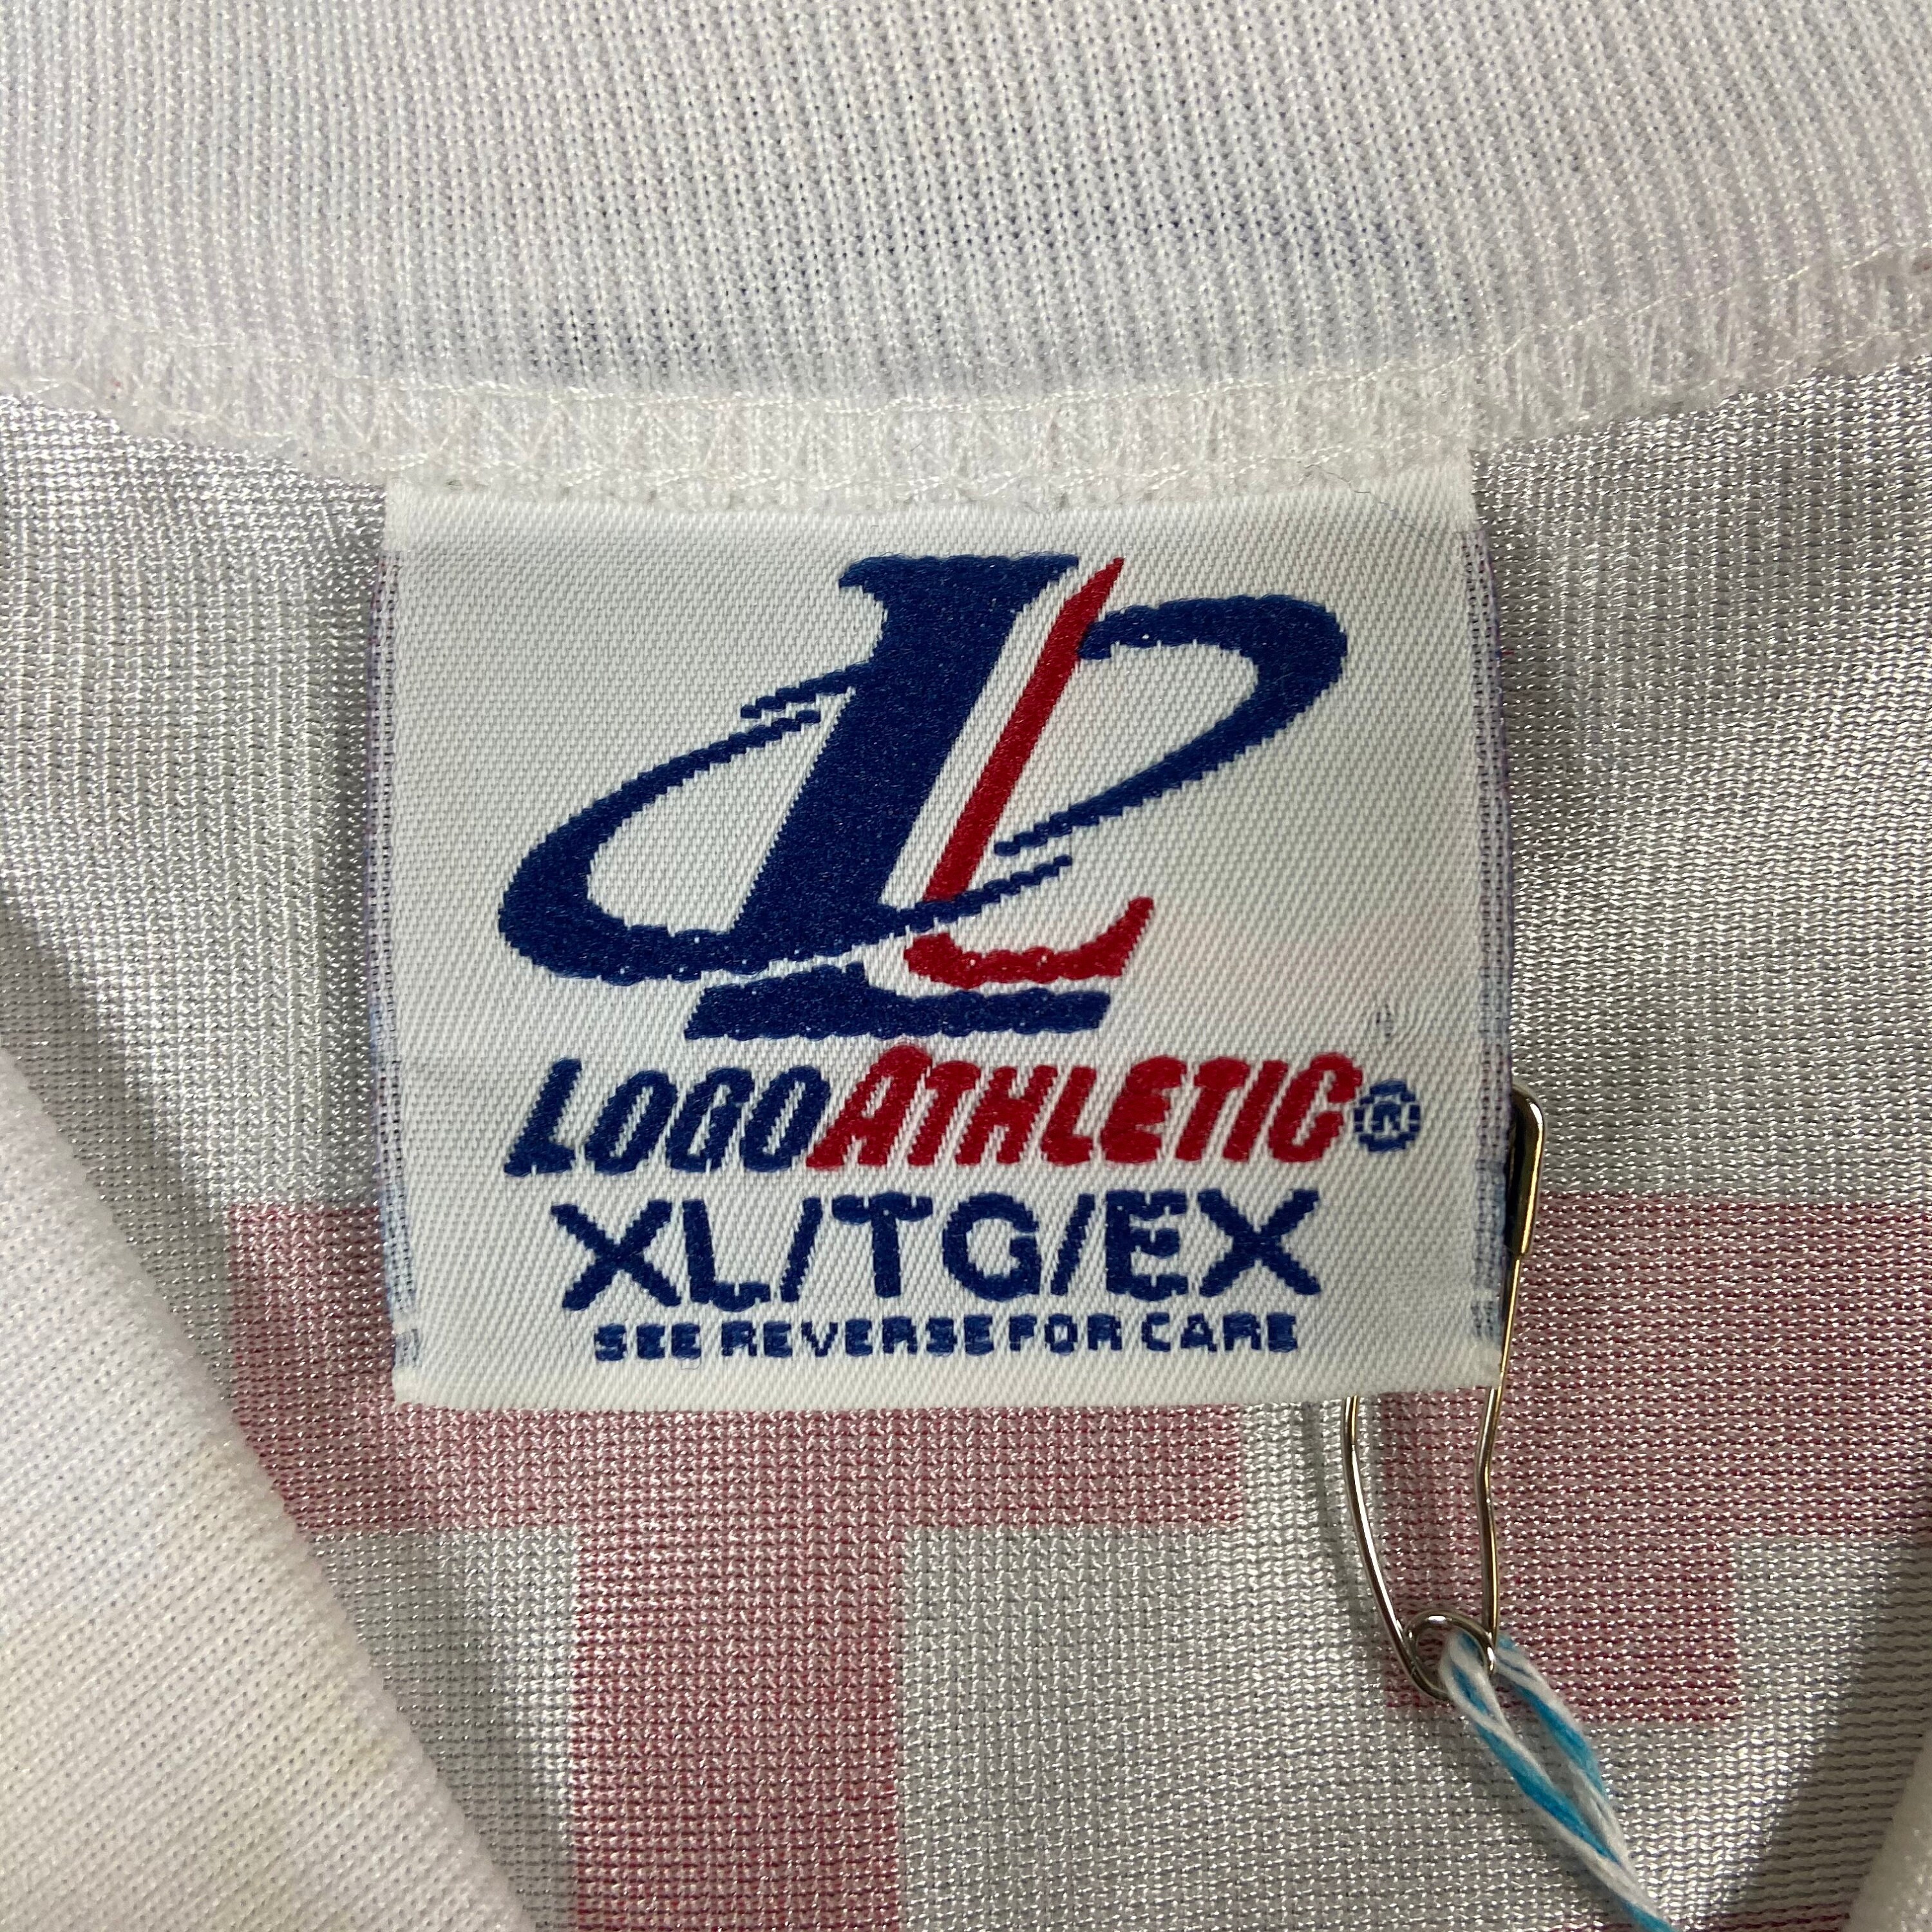 L
LOGOATHLETIC®
XL/TG/EX
SEE REVERSE FOR CARE